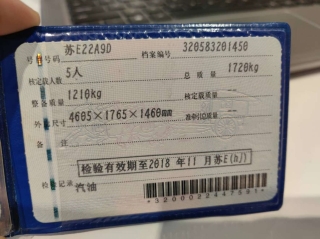 号牌号码 苏E22A9D 档案编号 320583201450
核定载人数 5人 总质量 1720kg
整备质量 1210kg 核定载质量
外廓尺寸 4605×1765×1460mm 准牵引总质量
备注
检验有效期至2018年11月苏E(hj)
检验记录 汽油
*3200022447591*